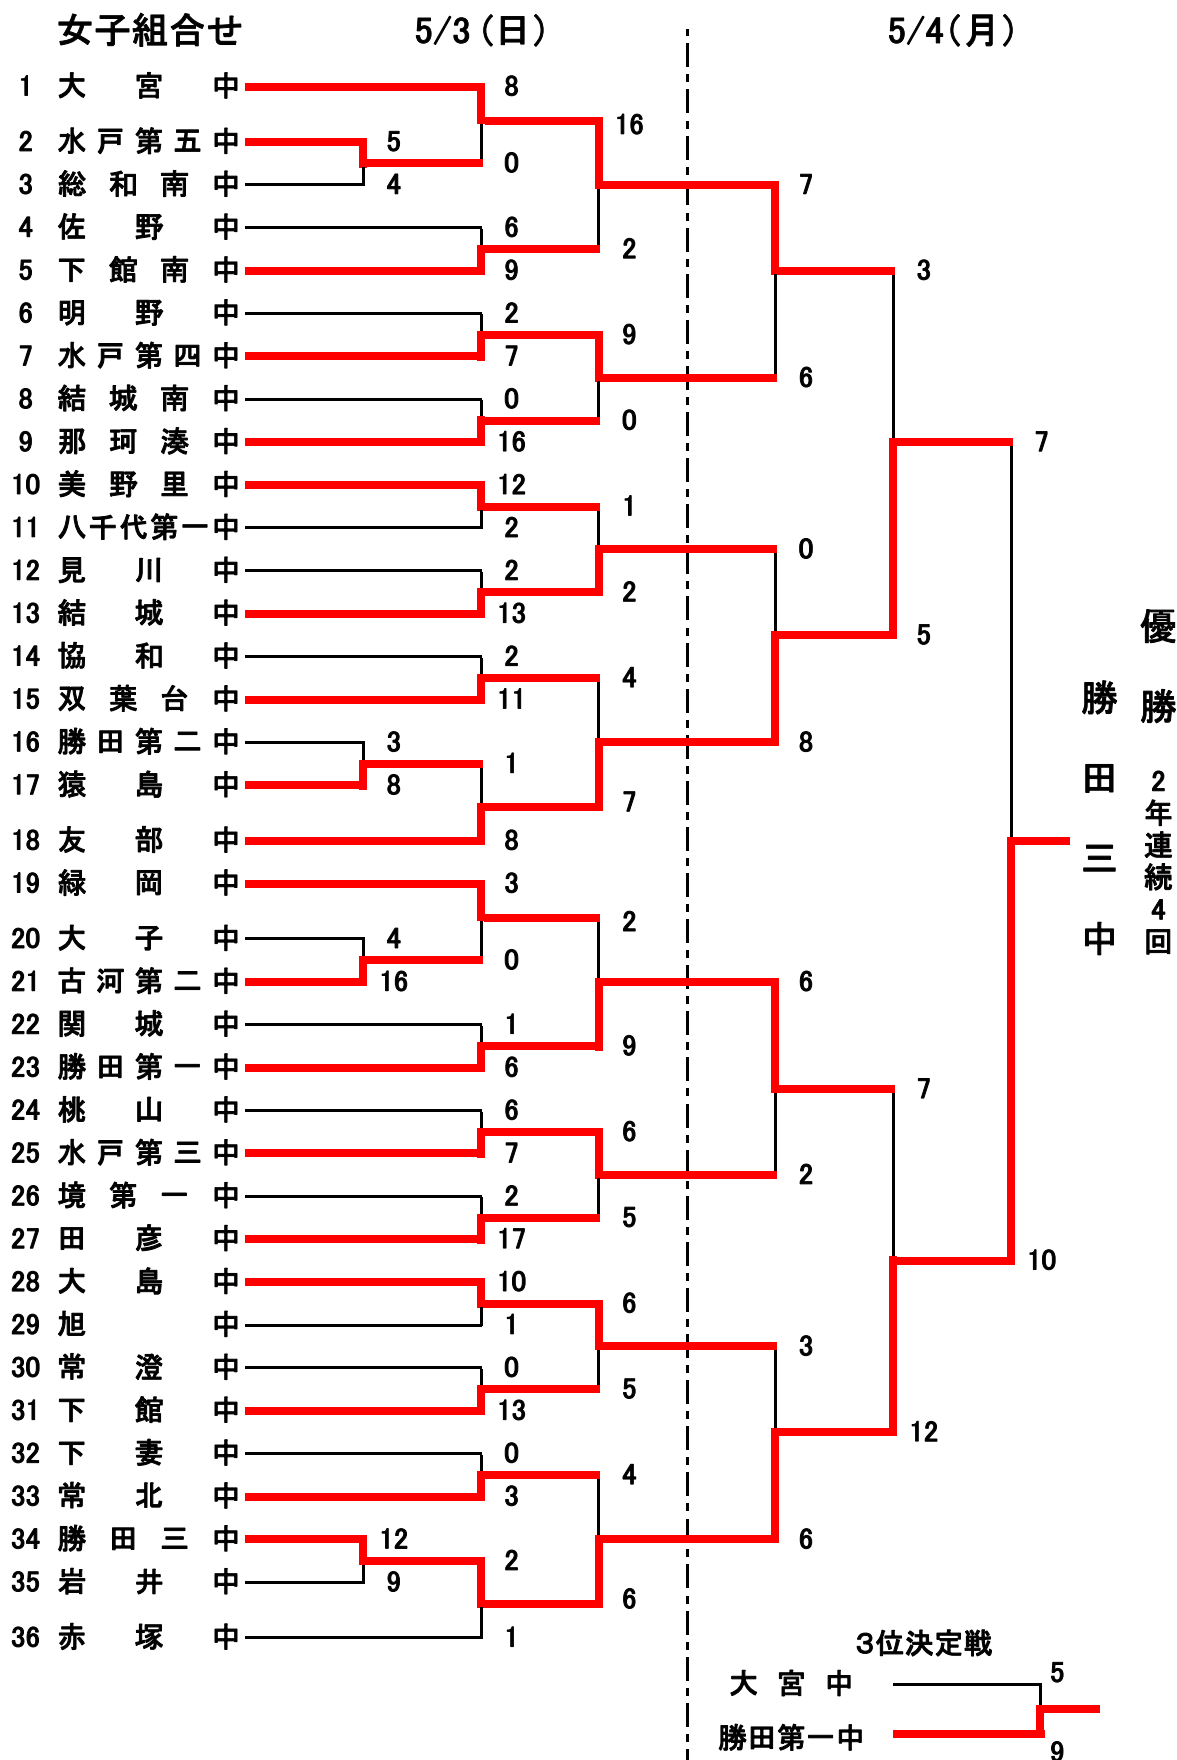 女子組合せ 5/3(日) 5/4(月)
1 大宮中
2 水戸第五中
3 総和南中
4 佐野中
5 下館南中
6 明野中
7 水戸第四中
8 結城南中
9 那珂湊中
10 美野里中
11 八千代第一中
12 見川中
13 結城中
14 協和中
15 双葉台中
16 勝田第二中
17 猿島中
18 友部中
19 緑岡中
20 大子中
21 古河第二中
22 関城中
23 勝田第一中
24 桃山中
25 水戸第三中
26 境第一中
27 田彦中
28 大島中
29 旭中
30 常澄中
31 下館中
32 下妻中
33 常北中
34 勝田三中
35 岩井中
36 赤塚中
5
4
3
8
4
16
12
9
8
0
6
9
2
7
0
16
12
2
2
13
2
11
1
8
3
0
1
6
6
7
2
17
10
1
0
13
0
3
2
1
16
2
9
0
1
2
4
7
2
9
6
5
6
5
4
6
7
6
0
8
6
2
3
6
3
5
7
12
7
10
優勝
勝田三中
2年連続4回
3位決定戦
大宮中 5
勝田第一中 9